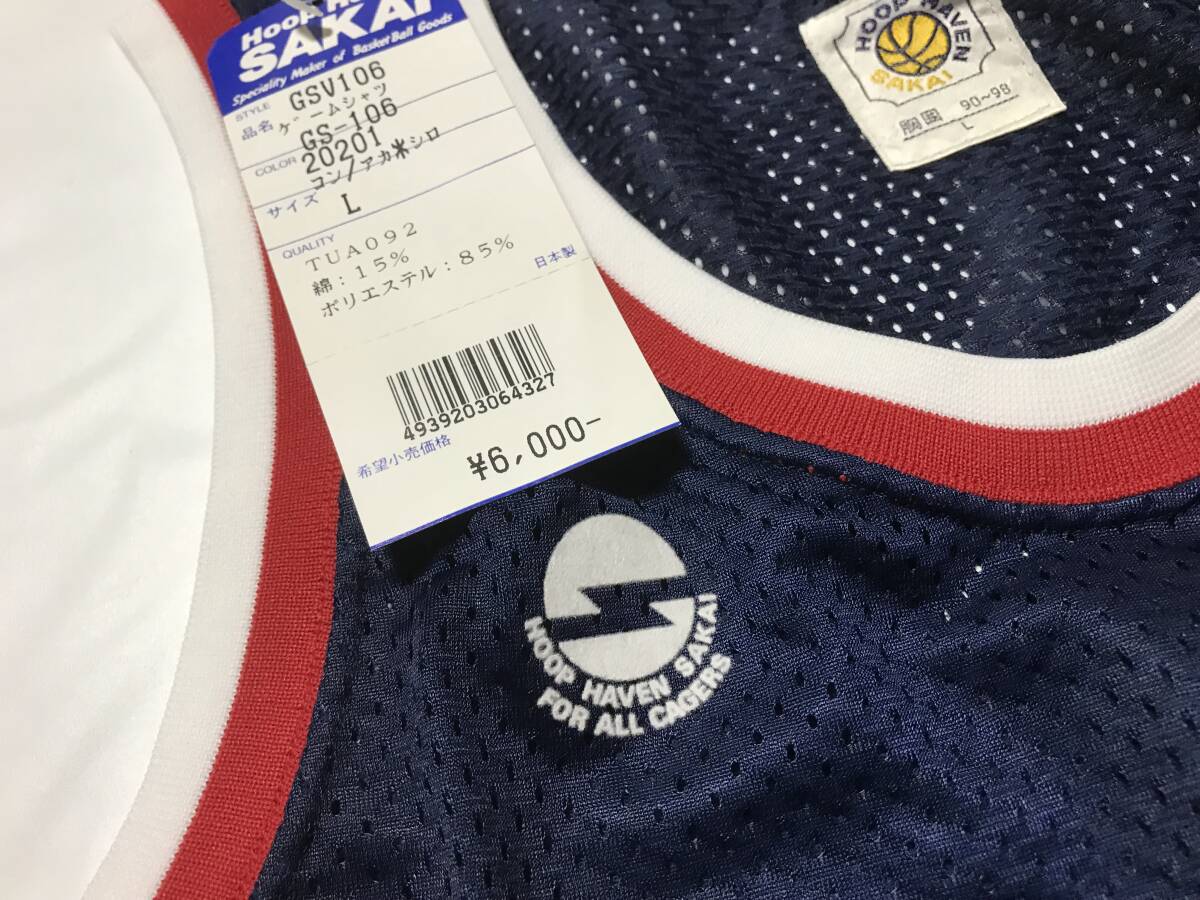 HOOP H
SAKAI
Speciality Maker of BasketBall Goods
STYLE GSV106
品名 ゲームシャツ
GS-106
COLOR 20201
コン/アカ*シロ
サイズ L
QUALITY
TUA092
綿:15%
ポリエステル:85%
日本製
4939203064327
希望小売価格
¥6,000-
HOOP HAVEN
SAKAI
胸囲 90~98
L
HOOP HAVEN SAKAI
FOR ALL CAGERS